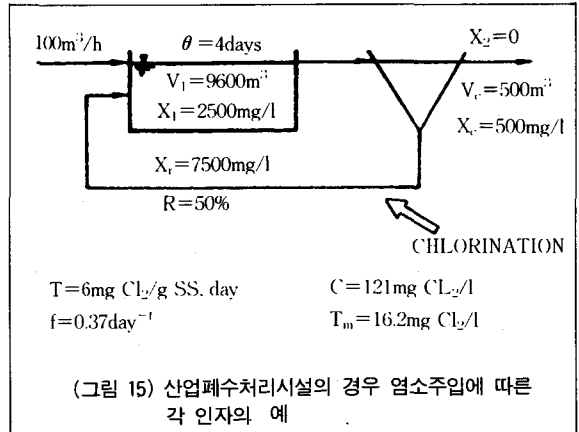 100m³/h
θ=4days
X₂=0
V₁=9600m³
X₁=2500mg/l
Vc=500m³
Xc=500mg/l
Xr=7500mg/l
R=50%
CHLORINATION
T=6mg Cl₂/g SS. day
C=121mg CL₂/l
f=0.37day⁻¹
Tm=16.2mg Cl₂/l
(그림 15) 산업폐수처리시설의 경우 염소주입에 따른
각 인자의 예